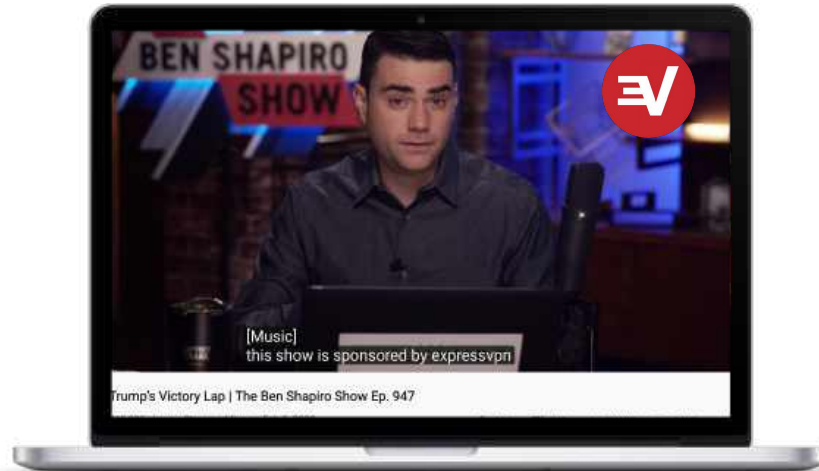 BEN SHAPIRO
SHOW
EV
[Music]
this show is sponsored by expressvpn
Trump's Victory Lap | The Ben Shapiro Show Ep. 947